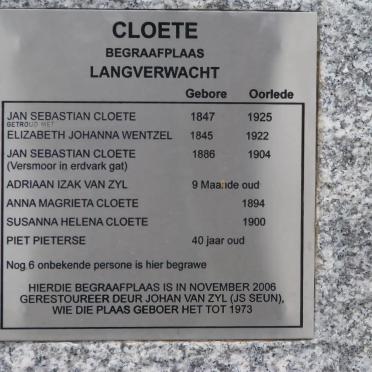 CLOETE
BEGRAAFPLAAS
LANGVERWACHT
Gebore Oorlede
JAN SEBASTIAN CLOETE 1847 1925
GETROUD MET
ELIZABETH JOHANNA WENTZEL 1845 1922
JAN SEBASTIAN CLOETE 1886 1904
(Versmoor in erdvark gat)
ADRIAAN IZAK VAN ZYL 9 Maande oud
ANNA MAGRIETA CLOETE 1894
SUSANNA HELENA CLOETE 1900
PIET PIETERSE 40 jaar oud
Nog 6 onbekende persone is hier begrawe
HIERDIE BEGRAAFPLAAS IS IN NOVEMBER 2006
GERESTOUREER DEUR JOHAN VAN ZYL (JS SEUN),
WIE DIE PLAAS GEBOER HET TOT 1973